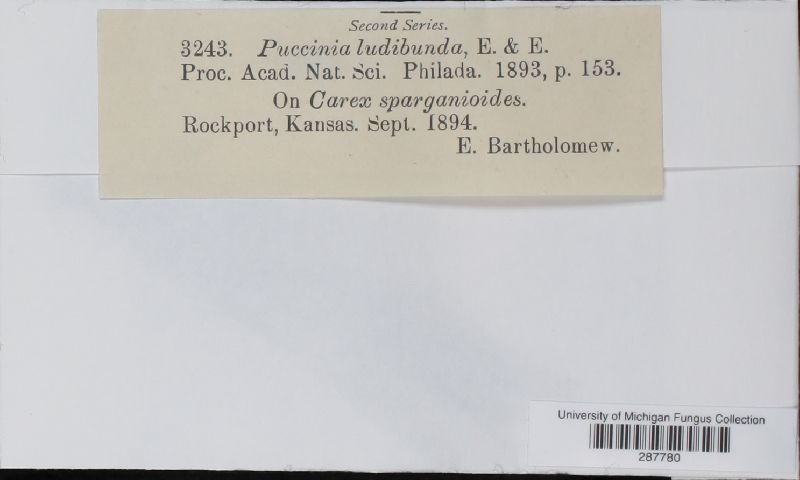 Second Series.
3243. Puccinia ludibunda, E. & E.
Proc. Acad. Nat. Sci. Philada. 1893, p. 153.
On Carex sparganioides.
Rockport, Kansas. Sept. 1894.
E. Bartholomew.
University of Michigan Fungus Collection
287780